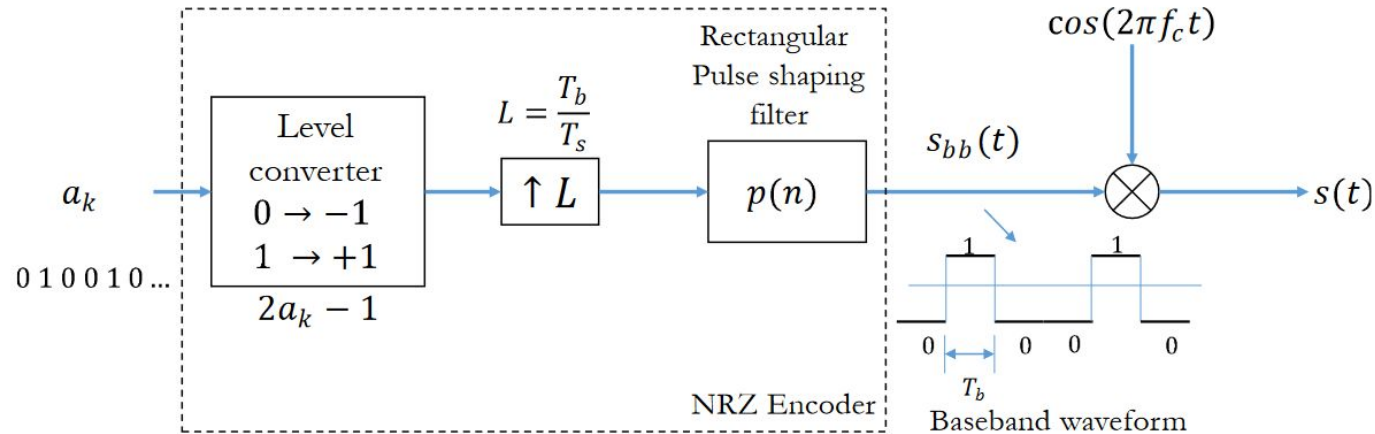 a_k
0 1 0 0 1 0 ...
Level
converter
0 → −1
1 → +1
2a_k − 1
L = T_b/T_s
↑ L
Rectangular
Pulse shaping
filter
p(n)
NRZ Encoder
s_bb(t)
cos(2πf_ct)
s(t)
1 1
0 0 0 0
T_b
Baseband waveform